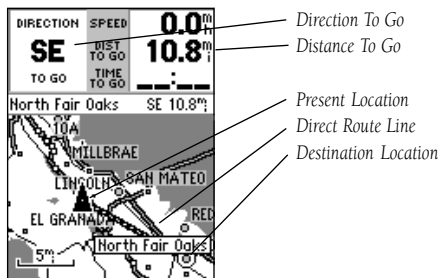 DIRECTION SPEED 0.0 m h
SE DIST TO GO 10.8 m i
TO GO TIME TO GO __:__
North Fair Oaks SE 10.8 m i
10A
MILLBRAE
LINCOLN SAN MATEO
EL GRANADA RED
North Fair Oaks
5 m i
Direction To Go
Distance To Go
Present Location
Direct Route Line
Destination Location